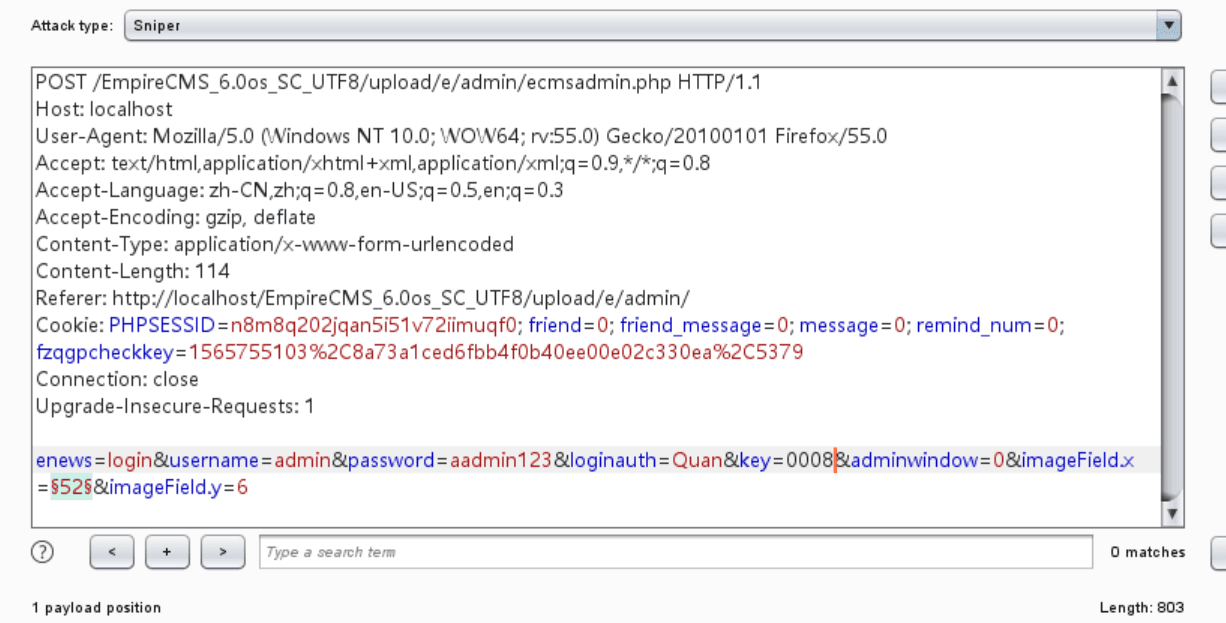 Attack type: Sniper
POST /EmpireCMS_6.0os_SC_UTF8/upload/e/admin/ecmsadmin.php HTTP/1.1
Host: localhost
User-Agent: Mozilla/5.0 (Windows NT 10.0; WOW64; rv:55.0) Gecko/20100101 Firefox/55.0
Accept: text/html,application/xhtml+xml,application/xml;q=0.9,*/*;q=0.8
Accept-Language: zh-CN,zh;q=0.8,en-US;q=0.5,en;q=0.3
Accept-Encoding: gzip, deflate
Content-Type: application/x-www-form-urlencoded
Content-Length: 114
Referer: http://localhost/EmpireCMS_6.0os_SC_UTF8/upload/e/admin/
Cookie: PHPSESSID=n8m8q202jqan5i51v72iimuqf0; friend=0; friend_message=0; message=0; remind_num=0;
fzqgpcheckkey=1565755103%2C8a73a1ced6fbb4f0b40ee00e02c330ea%2C5379
Connection: close
Upgrade-Insecure-Requests: 1
enews=login&username=admin&password=aadmin123&loginauth=Quan&key=0008&adminwindow=0&imageField.x
=§52§&imageField.y=6
? < + > Type a search term 0 matches
1 payload position Length: 803